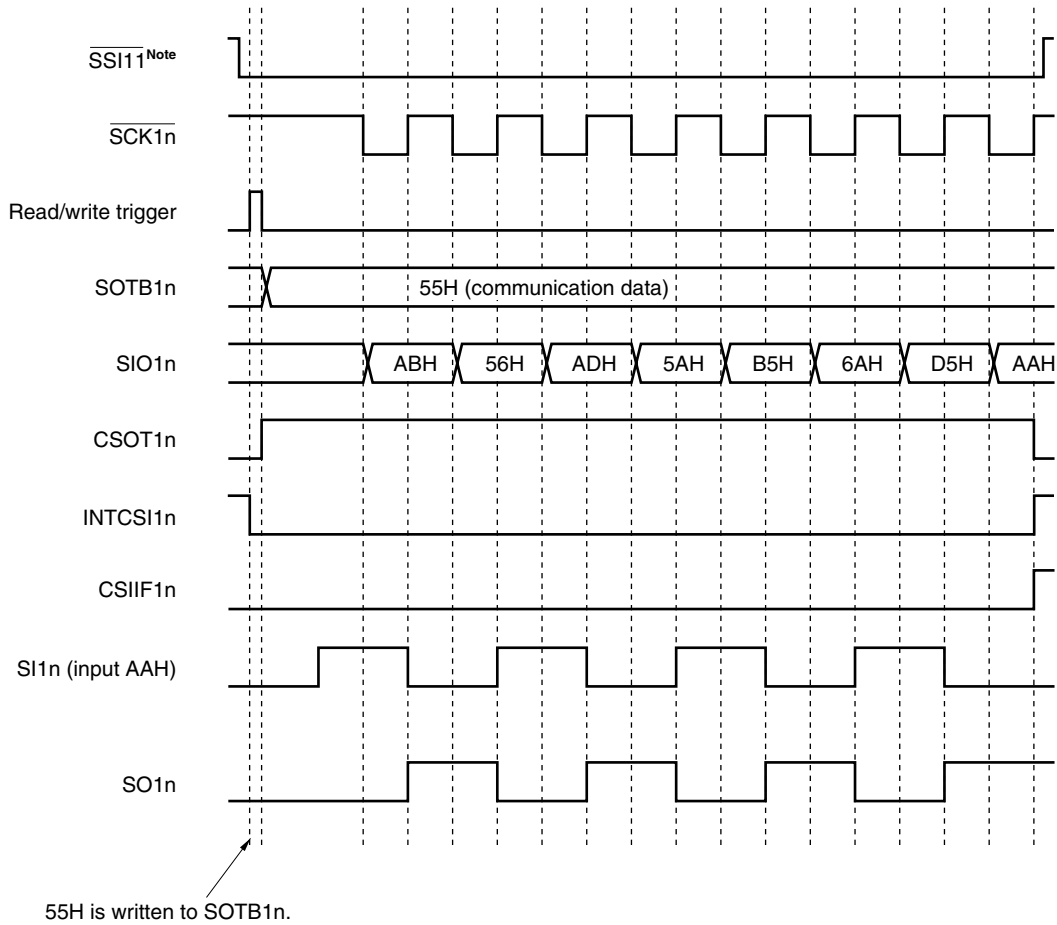 SSI11Note
SCK1n
Read/write trigger
SOTB1n
55H (communication data)
SIO1n
ABH
56H
ADH
5AH
B5H
6AH
D5H
AAH
CSOT1n
INTCSI1n
CSIIF1n
SI1n (input AAH)
SO1n
55H is written to SOTB1n.